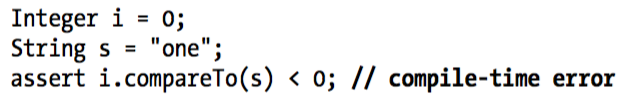 Integer i = 0;
String s = "one";
assert i.compareTo(s) < 0; // compile-time error